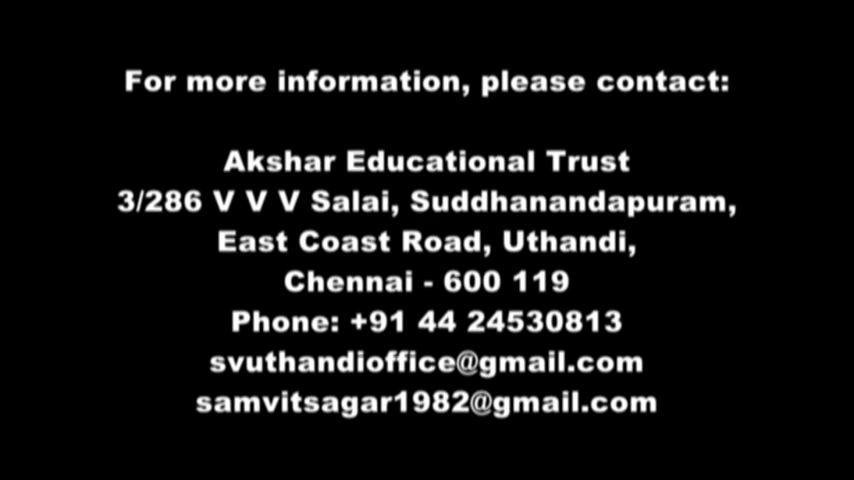 For more information, please contact:
Akshar Educational Trust
3/286 V V V Salai, Suddhanandapuram,
East Coast Road, Uthandi,
Chennai - 600 119
Phone: +91 44 24530813
svuthandioffice@gmail.com
samvitsagar1982@gmail.com